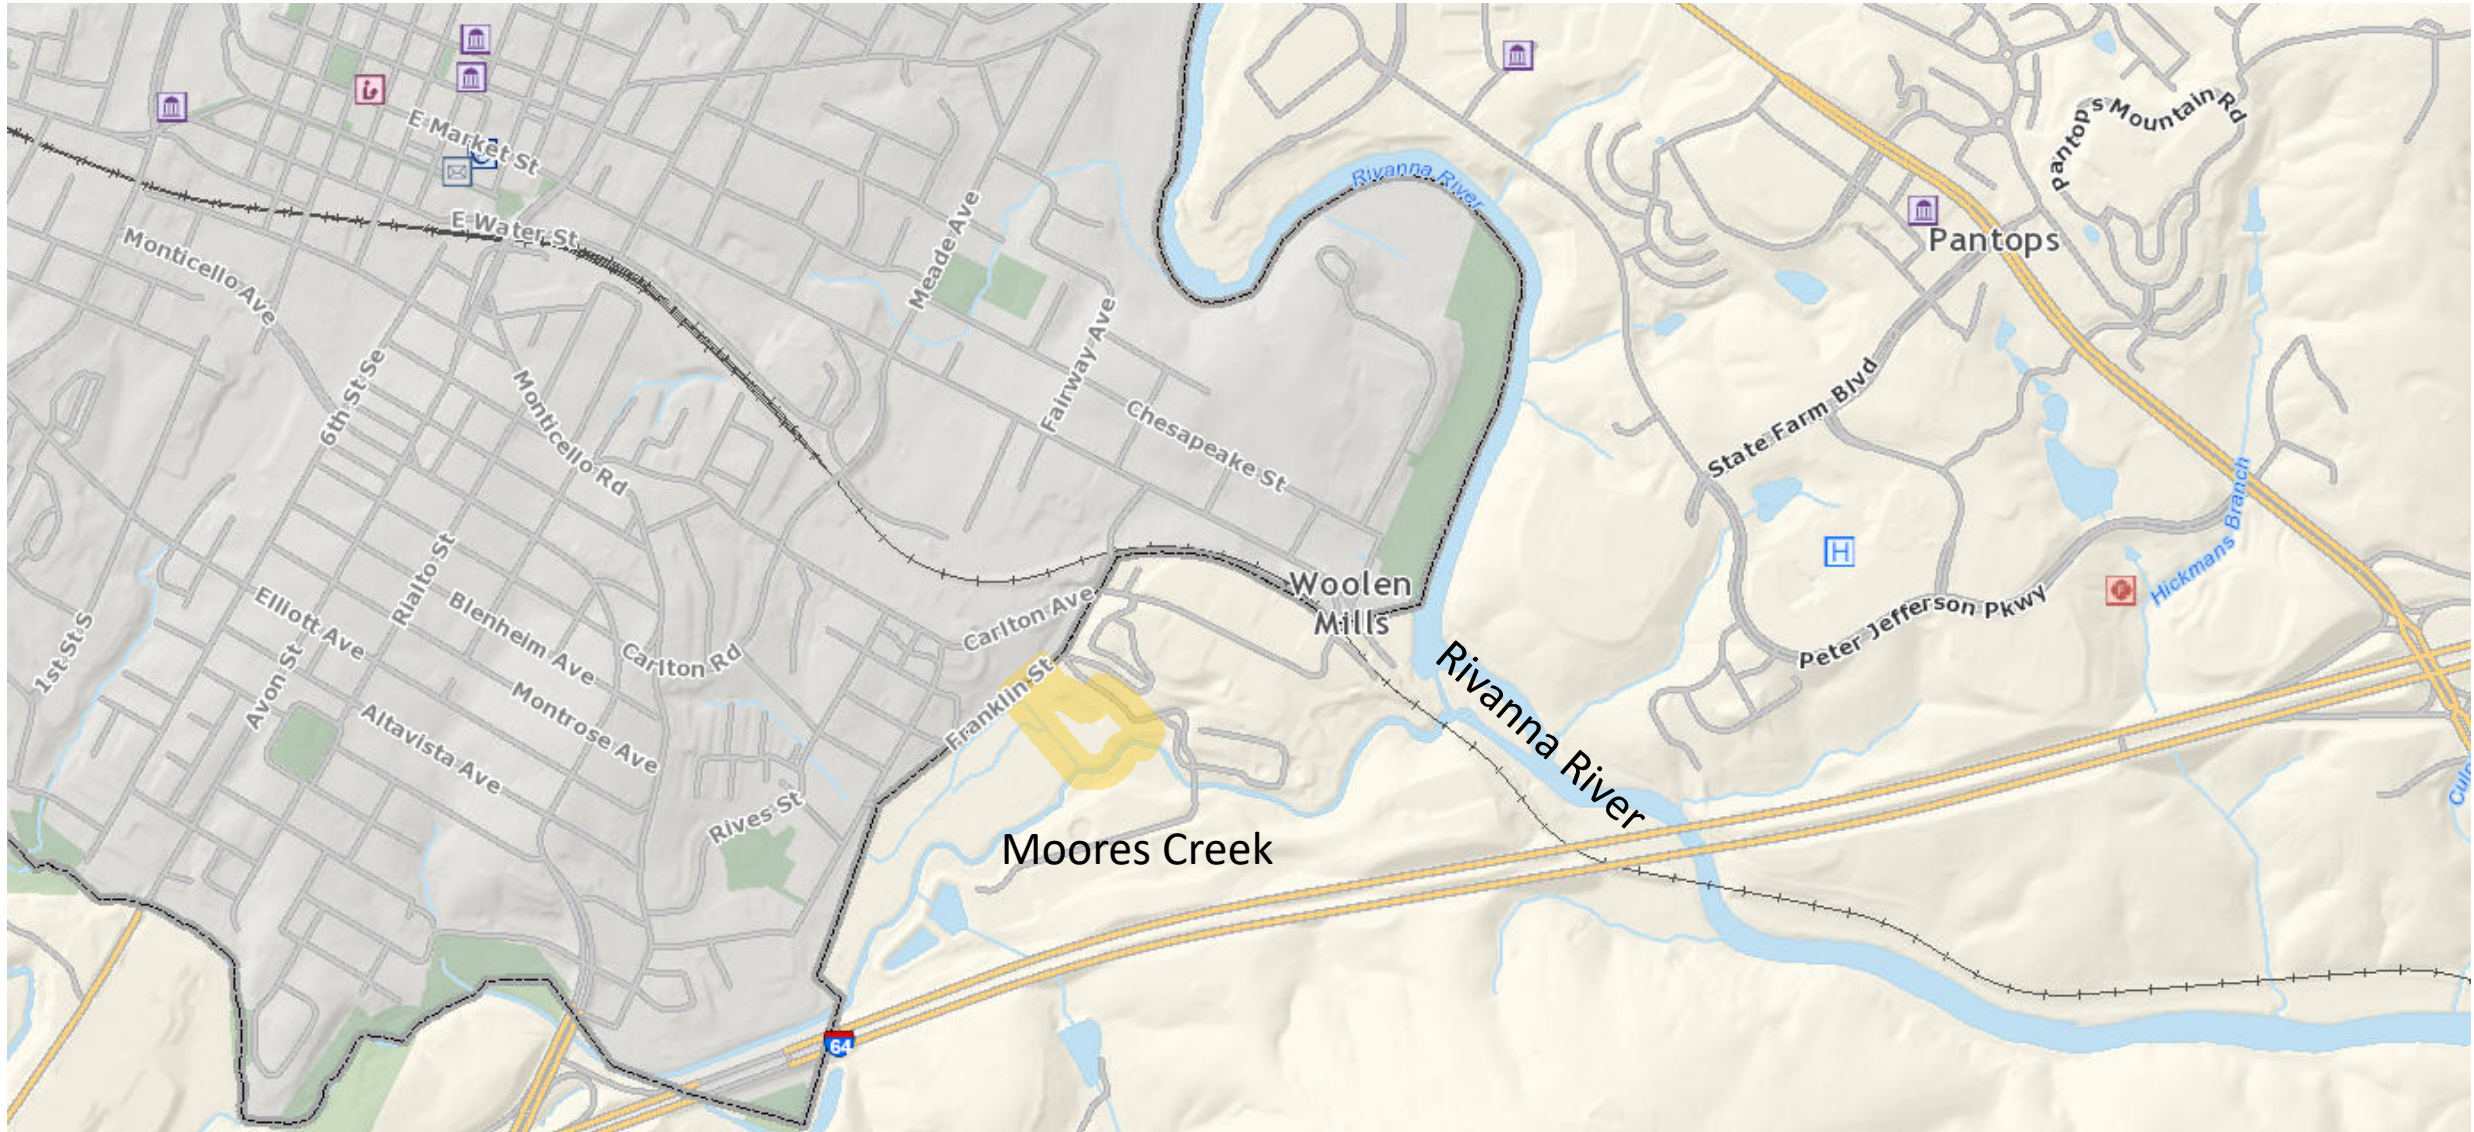 E Market St
Rivanna River
Pantops Mountain Rd
E Water St
Monticello Ave
Meade Ave
Pantops
Fairway Ave
6th St Se
Monticello Rd
Chesapeake St
State Farm Blvd
Hickmans Branch
H
Woolen
Mills
Rialto St
Elliott Ave
Blenheim Ave
Carlton Ave
Peter Jefferson Pkwy
1st St S
Avon St
Carlton Rd
Franklin St
Rivanna River
Montrose Ave
Altavista Ave
Rives St
Moores Creek
64